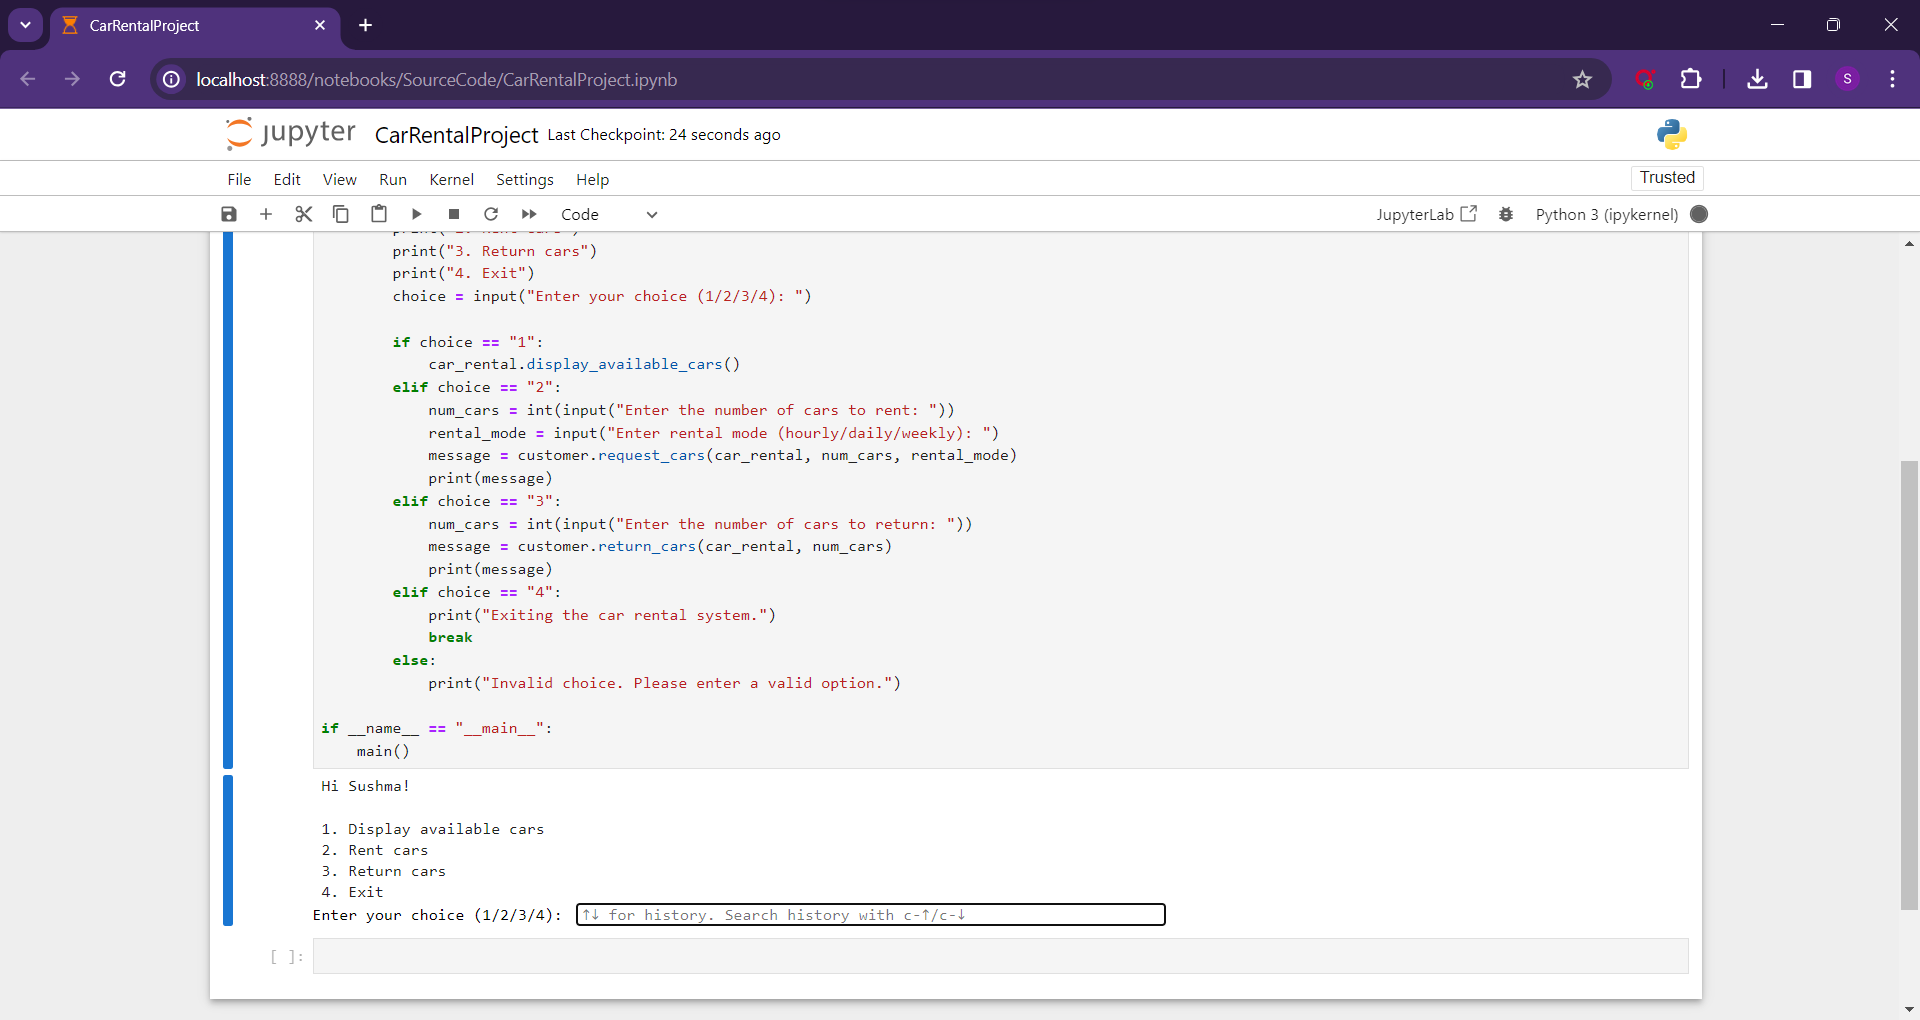 CarRentalProject
localhost:8888/notebooks/SourceCode/CarRentalProject.ipynb
S
jupyter CarRentalProject Last Checkpoint: 24 seconds ago
File Edit View Run Kernel Settings Help
Trusted
Code
JupyterLab Python 3 (ipykernel)
print("3. Return cars")
print("4. Exit")
choice = input("Enter your choice (1/2/3/4): ")
if choice == "1":
car_rental.display_available_cars()
elif choice == "2":
num_cars = int(input("Enter the number of cars to rent: "))
rental_mode = input("Enter rental mode (hourly/daily/weekly): ")
message = customer.request_cars(car_rental, num_cars, rental_mode)
print(message)
elif choice == "3":
num_cars = int(input("Enter the number of cars to return: "))
message = customer.return_cars(car_rental, num_cars)
print(message)
elif choice == "4":
print("Exiting the car rental system.")
break
else:
print("Invalid choice. Please enter a valid option.")
if __name__ == "__main__":
main()
Hi Sushma!
1. Display available cars
2. Rent cars
3. Return cars
4. Exit
Enter your choice (1/2/3/4): ↑↓ for history. Search history with c-↑/c-↓
[ ]: